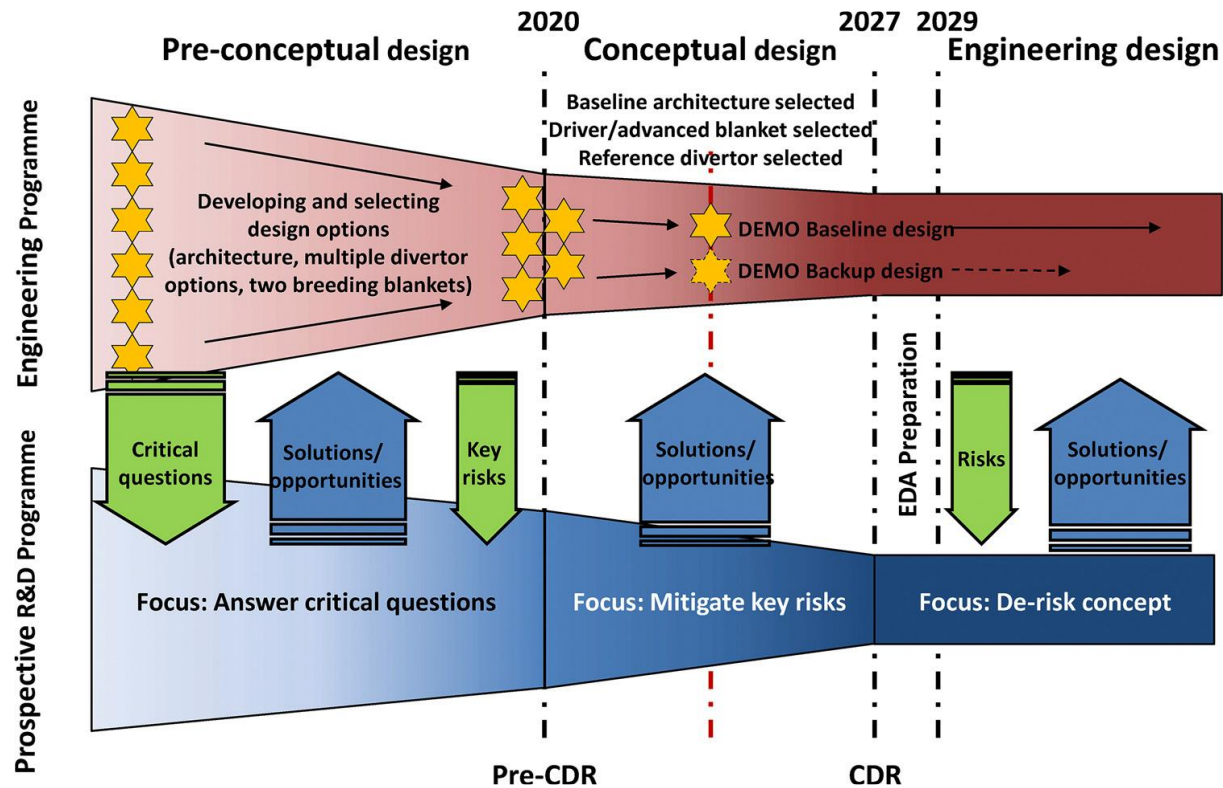 2020
2027
2029
Pre-conceptual design
Conceptual design
Engineering design
Engineering Programme
Baseline architecture selected
Driver/advanced blanket selected
Reference divertor selected
Developing and selecting
design options
(architecture, multiple divertor
options, two breeding blankets)
DEMO Baseline design
DEMO Backup design
Critical
questions
Solutions/
opportunities
Key
risks
Solutions/
opportunities
EDA Preparation
Risks
Solutions/
opportunities
Prospective R&D Programme
Focus: Answer critical questions
Focus: Mitigate key risks
Focus: De-risk concept
Pre-CDR
CDR